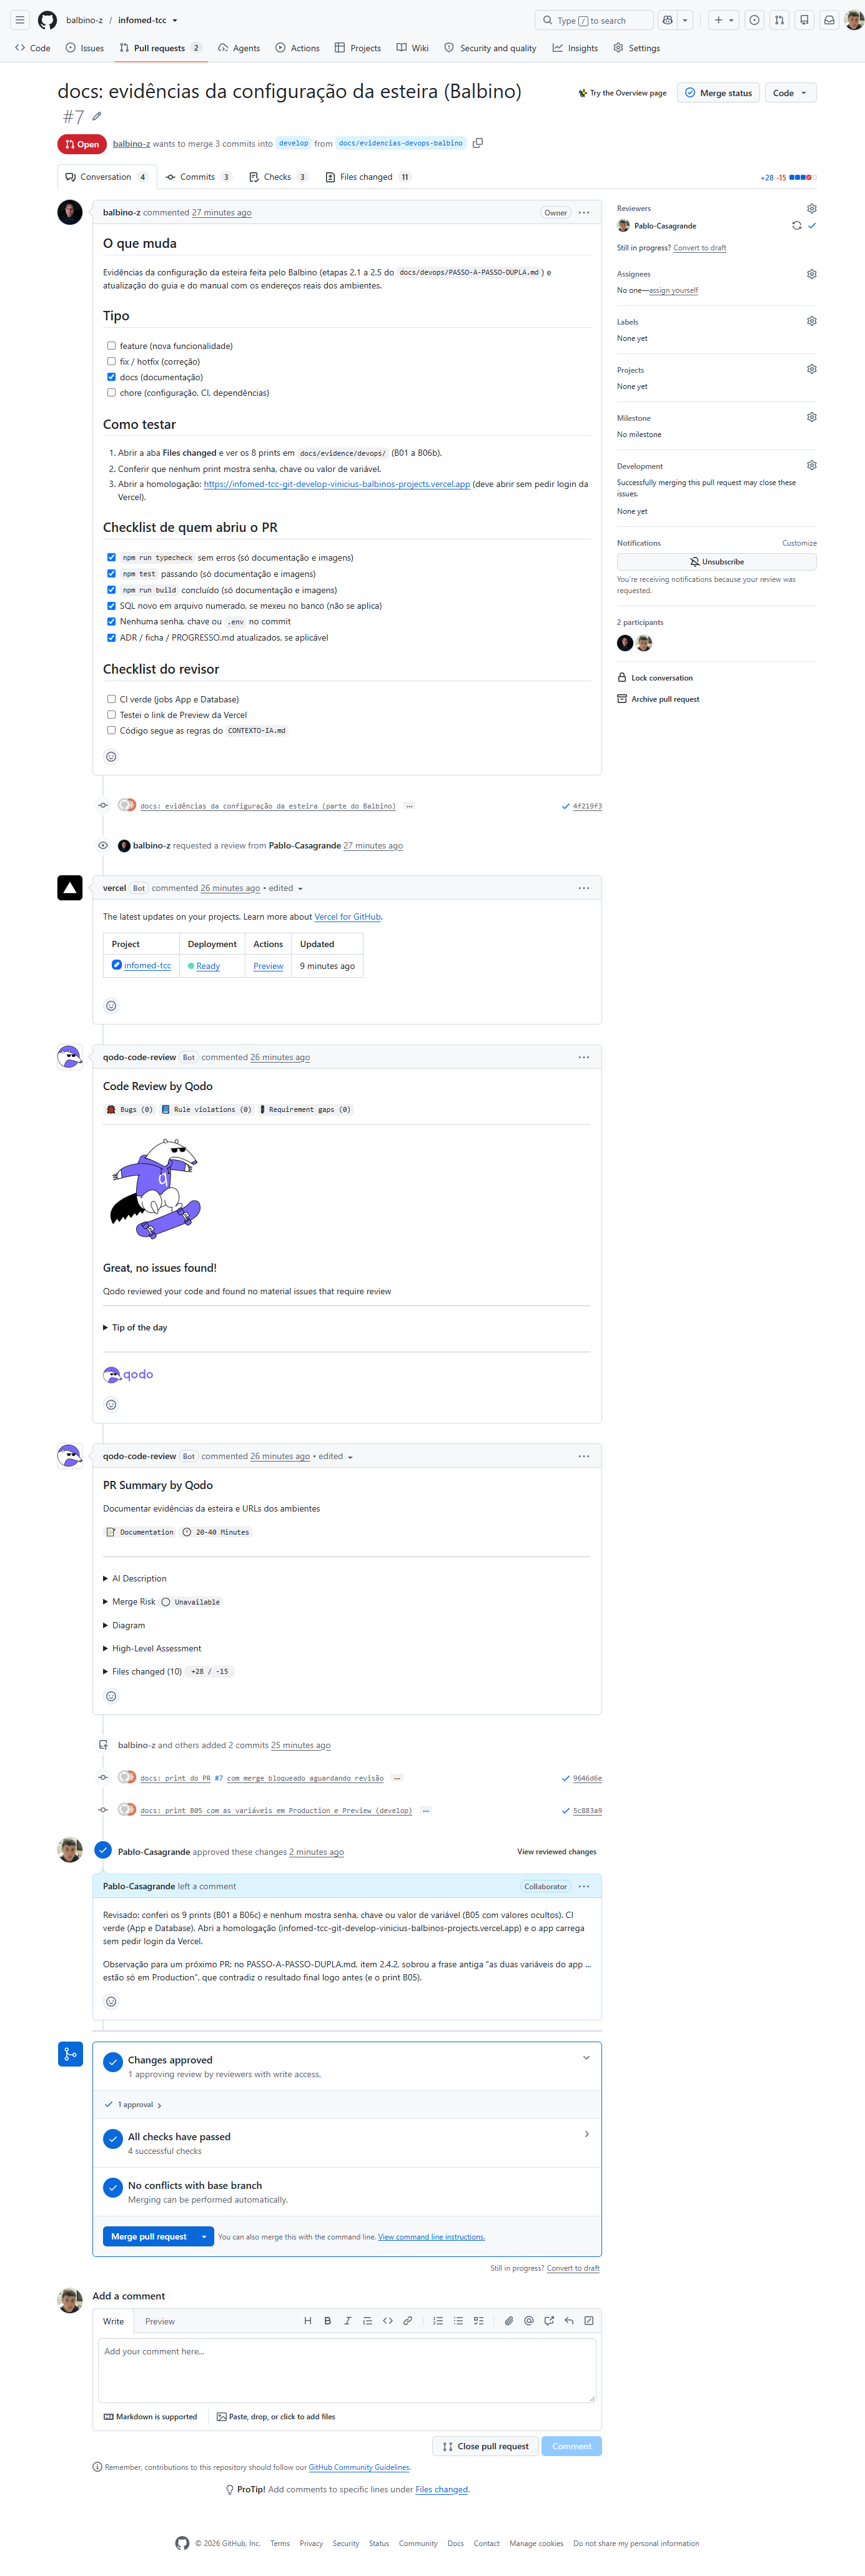 balbino-z / infomed-tcc
Type / to search
Code
Issues
Pull requests 2
Agents
Actions
Projects
Wiki
Security and quality
Insights
Settings
docs: evidências da configuração da esteira (Balbino)
#7
Try the Overview page
Merge status
Code
Open
balbino-z wants to merge 3 commits into develop from docs/evidencias-devops-balbino
Conversation 4
Commits 3
Checks 3
Files changed 11
+28 -15
balbino-z commented 27 minutes ago
Owner
O que muda
Evidências da configuração da esteira feita pelo Balbino (etapas 2.1 a 2.5 do docs/devops/PASSO-A-PASSO-DUPLA.md) e
atualização do guia e do manual com os endereços reais dos ambientes.
Tipo
feature (nova funcionalidade)
fix / hotfix (correção)
docs (documentação)
chore (configuração, CI, dependências)
Como testar
1. Abrir a aba Files changed e ver os 8 prints em docs/evidence/devops/ (B01 a B06b).
2. Conferir que nenhum print mostra senha, chave ou valor de variável.
3. Abrir a homologação: https://infomed-tcc-git-develop-vinicius-balbinos-projects.vercel.app (deve abrir sem pedir login da
Vercel).
Checklist de quem abriu o PR
npm run typecheck sem erros (só documentação e imagens)
npm test passando (só documentação e imagens)
npm run build concluído (só documentação e imagens)
SQL novo em arquivo numerado, se mexeu no banco (não se aplica)
Nenhuma senha, chave ou .env no commit
ADR / ficha / PROGRESSO.md atualizados, se aplicável
Checklist do revisor
CI verde (jobs App e Database)
Testei o link de Preview da Vercel
Código segue as regras do CONTEXTO-IA.md
Reviewers
Pablo-Casagrande
Still in progress? Convert to draft
Assignees
No one—assign yourself
Labels
None yet
Projects
None yet
Milestone
No milestone
Development
Successfully merging this pull request may close these
issues.
None yet
Notifications
Customize
Unsubscribe
You're receiving notifications because your review was
requested.
2 participants
Lock conversation
Archive pull request
docs: evidências da configuração da esteira (parte do Balbino) ...
4f219f3
balbino-z requested a review from Pablo-Casagrande 27 minutes ago
vercel Bot commented 26 minutes ago • edited
The latest updates on your projects. Learn more about Vercel for GitHub.
Project Deployment Actions Updated
infomed-tcc Ready Preview 9 minutes ago
qodo-code-review Bot commented 26 minutes ago
Code Review by Qodo
Bugs (0) Rule violations (0) Requirement gaps (0)
q
Great, no issues found!
Qodo reviewed your code and found no material issues that require review
Tip of the day
qodo
qodo-code-review Bot commented 26 minutes ago • edited
PR Summary by Qodo
Documentar evidências da esteira e URLs dos ambientes
Documentation 20-40 Minutes
AI Description
Merge Risk Unavailable
Diagram
High-Level Assessment
Files changed (10) +28 / -15
balbino-z and others added 2 commits 25 minutes ago
docs: print do PR #7 com merge bloqueado aguardando revisão ...
9646d6e
docs: print B05 com as variáveis em Production e Preview (develop) ...
5c883a9
Pablo-Casagrande approved these changes 2 minutes ago
View reviewed changes
Pablo-Casagrande left a comment
Collaborator
Revisado: conferi os 9 prints (B01 a B06c) e nenhum mostra senha, chave ou valor de variável (B05 com valores ocultos). CI
verde (App e Database). Abri a homologação (infomed-tcc-git-develop-vinicius-balbinos-projects.vercel.app) e o app carrega
sem pedir login da Vercel.
Observação para um próximo PR: no PASSO-A-PASSO-DUPLA.md, item 2.4.2, sobrou a frase antiga "as duas variáveis do app ...
estão só em Production", que contradiz o resultado final logo antes (e o print B05).
Changes approved
1 approving review by reviewers with write access.
1 approval
All checks have passed
4 successful checks
No conflicts with base branch
Merging can be performed automatically.
Merge pull request
You can also merge this with the command line. View command line instructions.
Still in progress? Convert to draft
Add a comment
Write
Preview
Add your comment here...
Markdown is supported
Paste, drop, or click to add files
Close pull request
Comment
Remember, contributions to this repository should follow our GitHub Community Guidelines.
ProTip! Add comments to specific lines under Files changed.
© 2026 GitHub, Inc. Terms Privacy Security Status Community Docs Contact Manage cookies Do not share my personal information